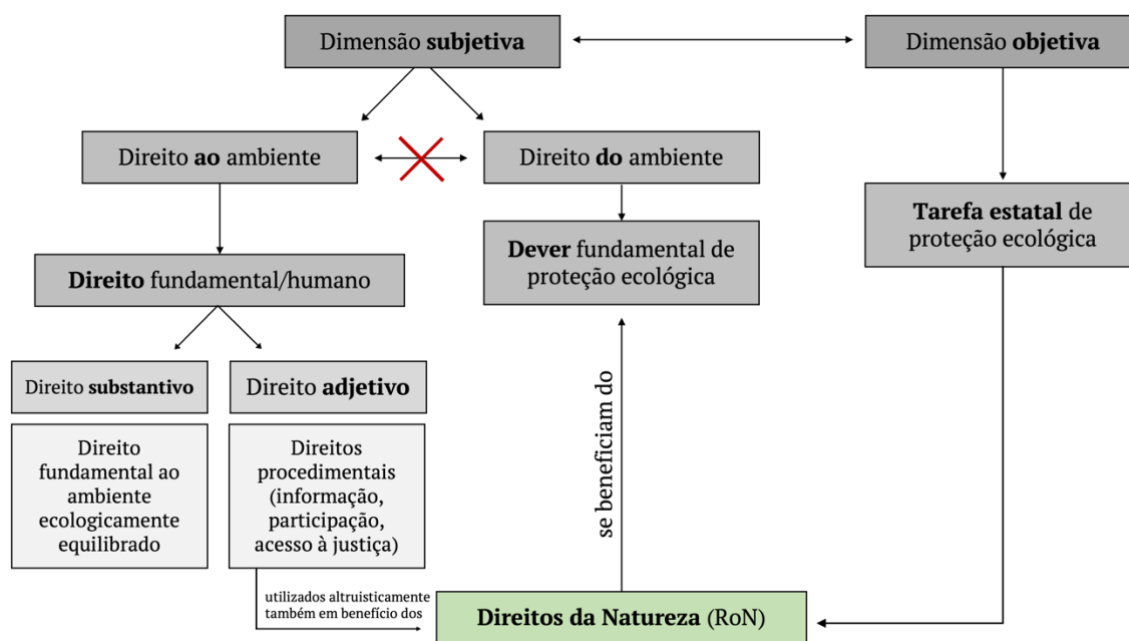 Dimensão subjetiva
Dimensão objetiva
Direito ao ambiente
Direito do ambiente
Tarefa estatal de
proteção ecológica
Dever fundamental de
proteção ecológica
Direito fundamental/humano
Direito substantivo
Direito adjetivo
Direito
fundamental ao
ambiente
ecologicamente
equilibrado
Direitos
procedimentais
(informação,
participação,
acesso à justiça)
se beneficiam do
utilizados altruisticamente
também em benefício dos
Direitos da Natureza (RoN)